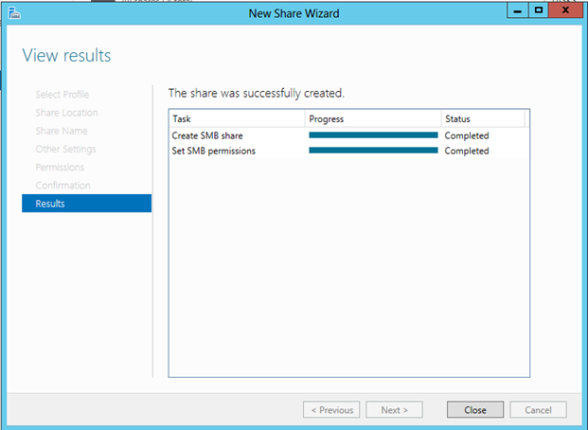 New Share Wizard
View results
Select Profile
Share Location
Share Name
Other Settings
Permissions
Confirmation
Results
The share was successfully created.
Task Progress Status
Create SMB share Completed
Set SMB permissions Completed
< Previous Next > Close Cancel